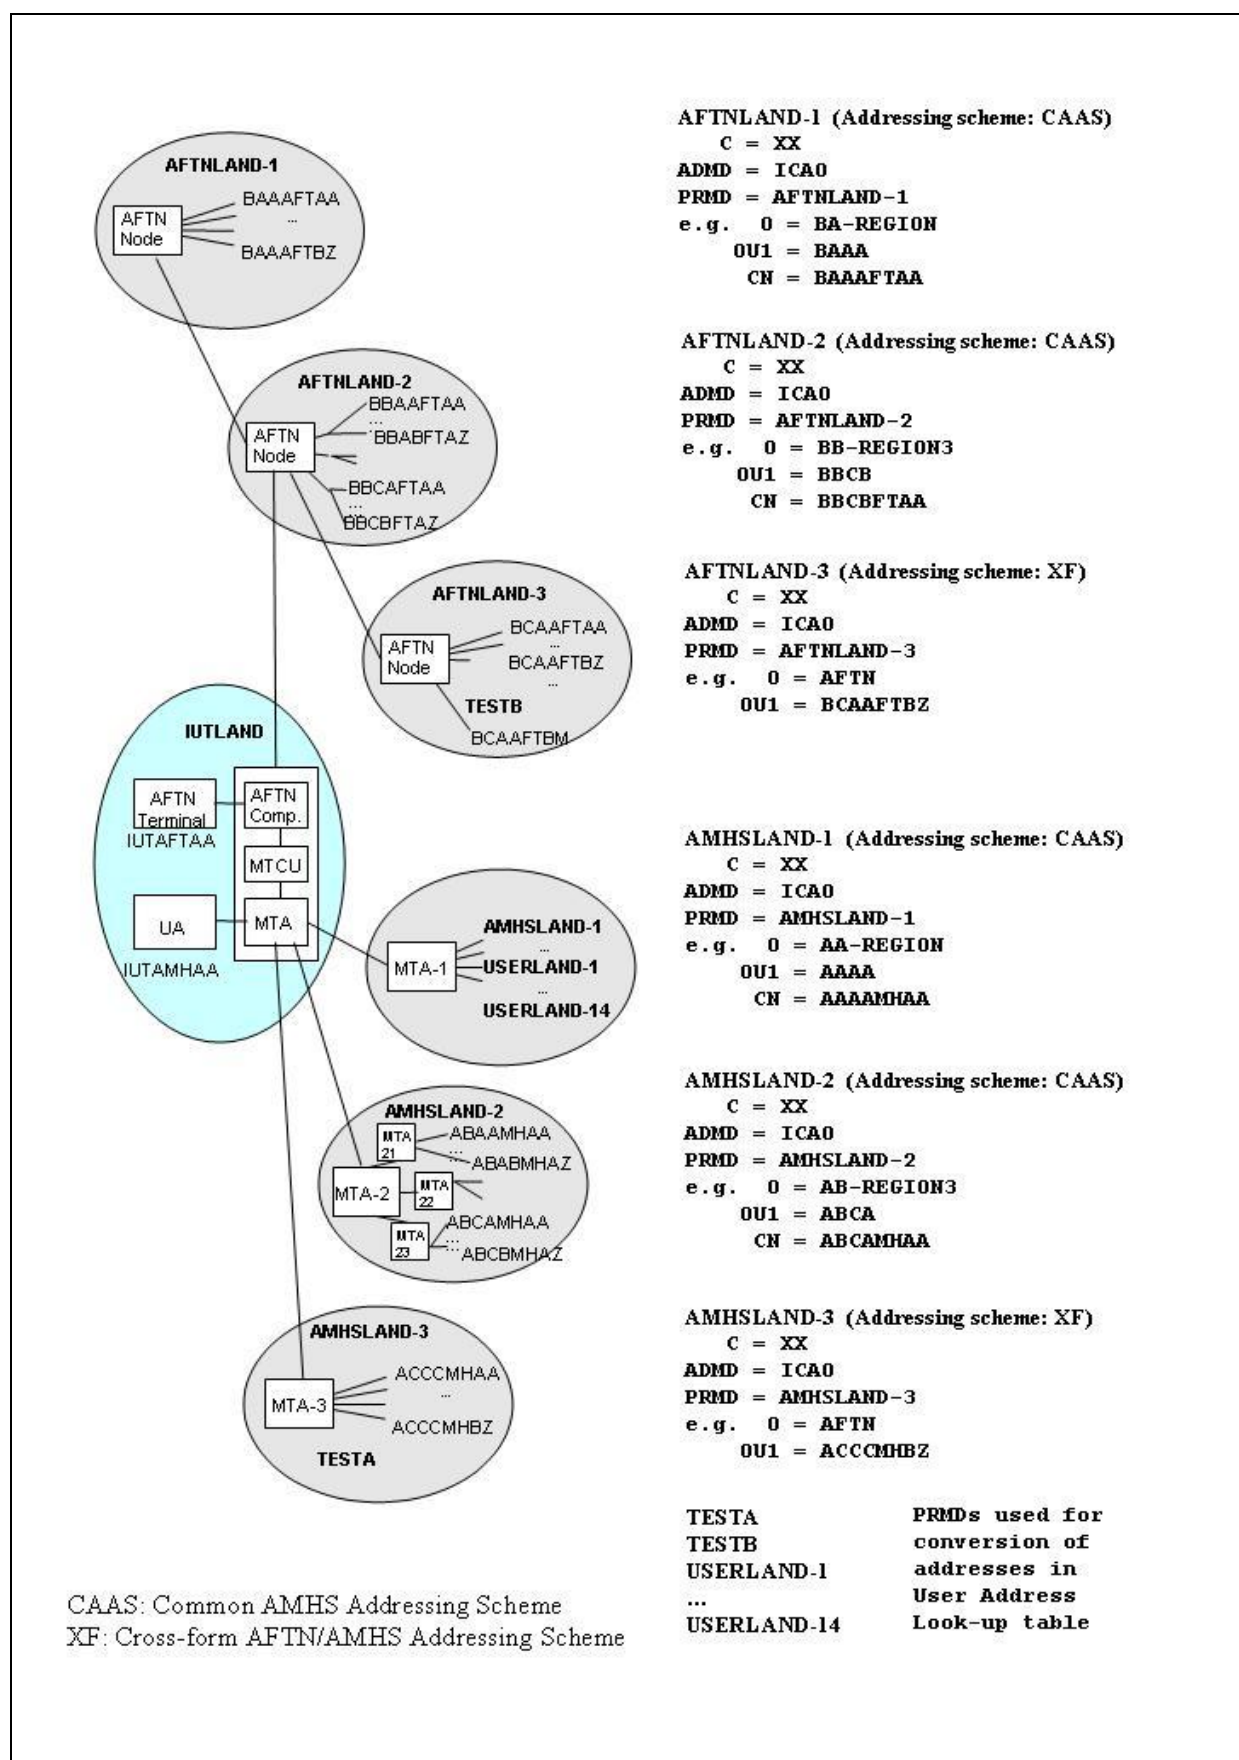 AFTNLAND-1
BAAAFTAA
...
AFTN
Node
BAAAFTBZ
AFTNLAND-1 (Addressing scheme: CAAS)
C = XX
ADMD = ICAO
PRMD = AFTNLAND-1
e.g. O = BA-REGION
OU1 = BAAA
CN = BAAAFTAA
AFTNLAND-2
BBAAFTAA
...
BBABFTAZ
AFTN
Node
BBCAFTAA
...
BBCBFTAZ
AFTNLAND-2 (Addressing scheme: CAAS)
C = XX
ADMD = ICAO
PRMD = AFTNLAND-2
e.g. O = BB-REGION3
OU1 = BBCB
CN = BBCBFTAA
AFTNLAND-3
BCAAFTAA
...
BCAAFTBZ
...
AFTN
Node
TESTB
BCAAFTBM
AFTNLAND-3 (Addressing scheme: XF)
C = XX
ADMD = ICAO
PRMD = AFTNLAND-3
e.g. O = AFTN
OU1 = BCAAFTBZ
IUTLAND
AFTN
Terminal
IUTAFTAA
AFTN
Comp.
MTCU
MTA
UA
IUTAMHAA
MTA-1
AMHSLAND-1
...
USERLAND-1
...
USERLAND-14
AMHSLAND-1 (Addressing scheme: CAAS)
C = XX
ADMD = ICAO
PRMD = AMHSLAND-1
e.g. O = AA-REGION
OU1 = AAAA
CN = AAAAMHAA
AMHSLAND-2
MTA
21
ABAAMHAA
...
ABABMHAZ
MTA-2
MTA
22
MTA
23
ABCAMHAA
...
ABCBMHAZ
AMHSLAND-2 (Addressing scheme: CAAS)
C = XX
ADMD = ICAO
PRMD = AMHSLAND-2
e.g. O = AB-REGION3
OU1 = ABCA
CN = ABCAMHAA
AMHSLAND-3
ACCCMHAA
...
MTA-3
ACCCMHBZ
TESTA
AMHSLAND-3 (Addressing scheme: XF)
C = XX
ADMD = ICAO
PRMD = AMHSLAND-3
e.g. O = AFTN
OU1 = ACCCMHBZ
TESTA PRMDs used for
TESTB conversion of
USERLAND-1 addresses in
... User Address
USERLAND-14 Look-up table
CAAS: Common AMHS Addressing Scheme
XF: Cross-form AFTN/AMHS Addressing Scheme